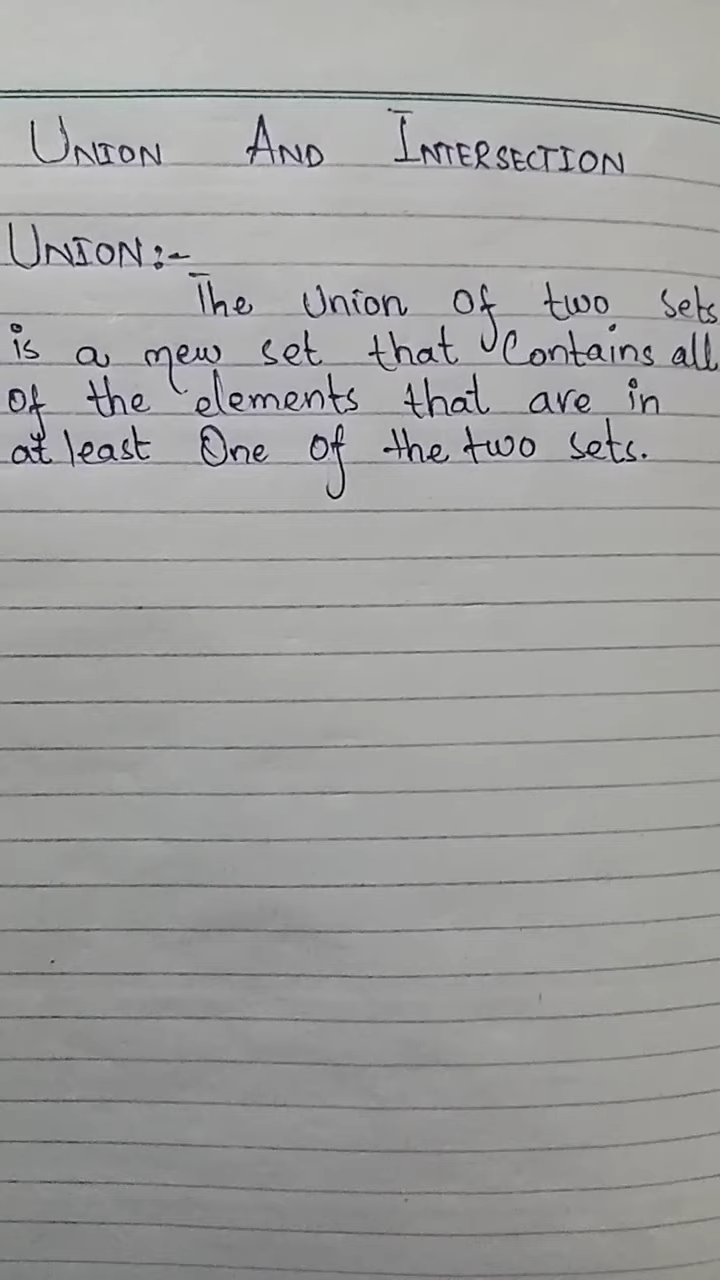 UNION AND INTERSECTION
UNION:-
The Union Of two sets
is a new set that Contains all
Of the elements that are in
at least One Of the two sets.